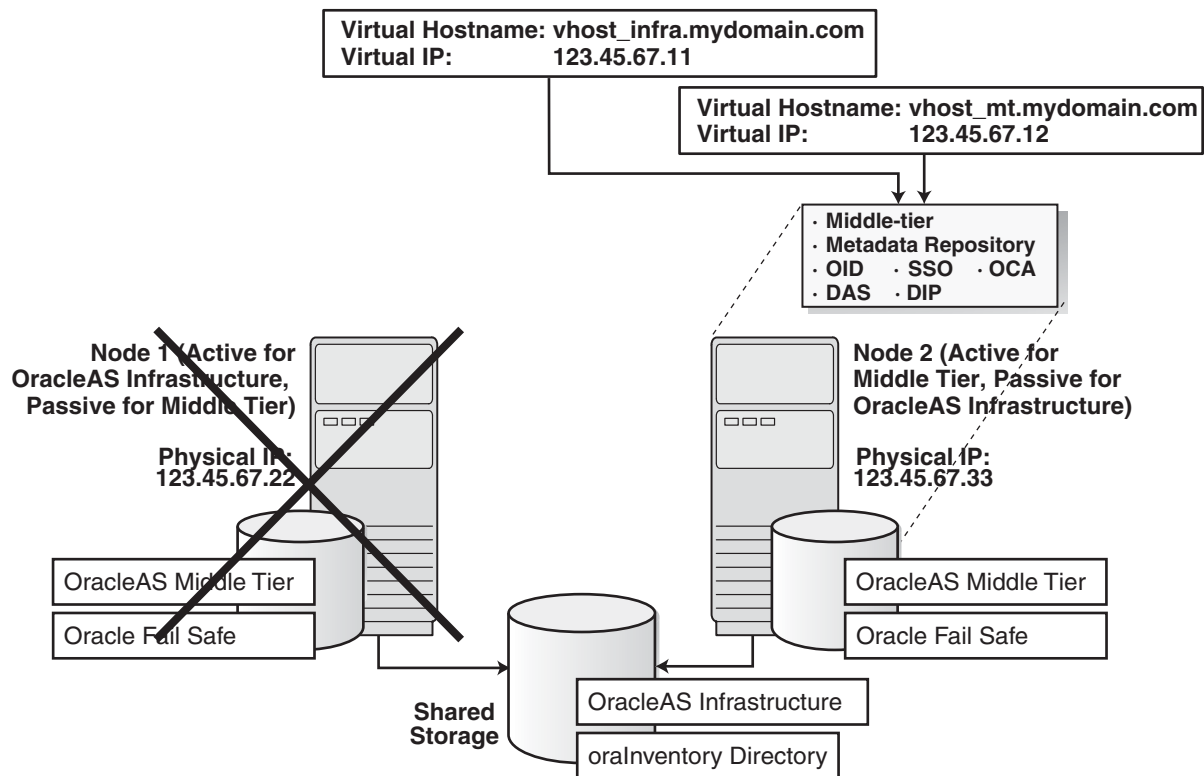 Virtual Hostname: vhost_infra.mydomain.com
Virtual IP: 123.45.67.11
Virtual Hostname: vhost_mt.mydomain.com
Virtual IP: 123.45.67.12
· Middle-tier
· Metadata Repository
· OID · SSO · OCA
· DAS · DIP
Node 1 (Active for
OracleAS Infrastructure,
Passive for Middle Tier)
Physical IP:
123.45.67.22
Node 2 (Active for
Middle Tier, Passive for
OracleAS Infrastructure)
Physical IP:
123.45.67.33
OracleAS Middle Tier
Oracle Fail Safe
OracleAS Middle Tier
Oracle Fail Safe
Shared
Storage
OracleAS Infrastructure
oraInventory Directory